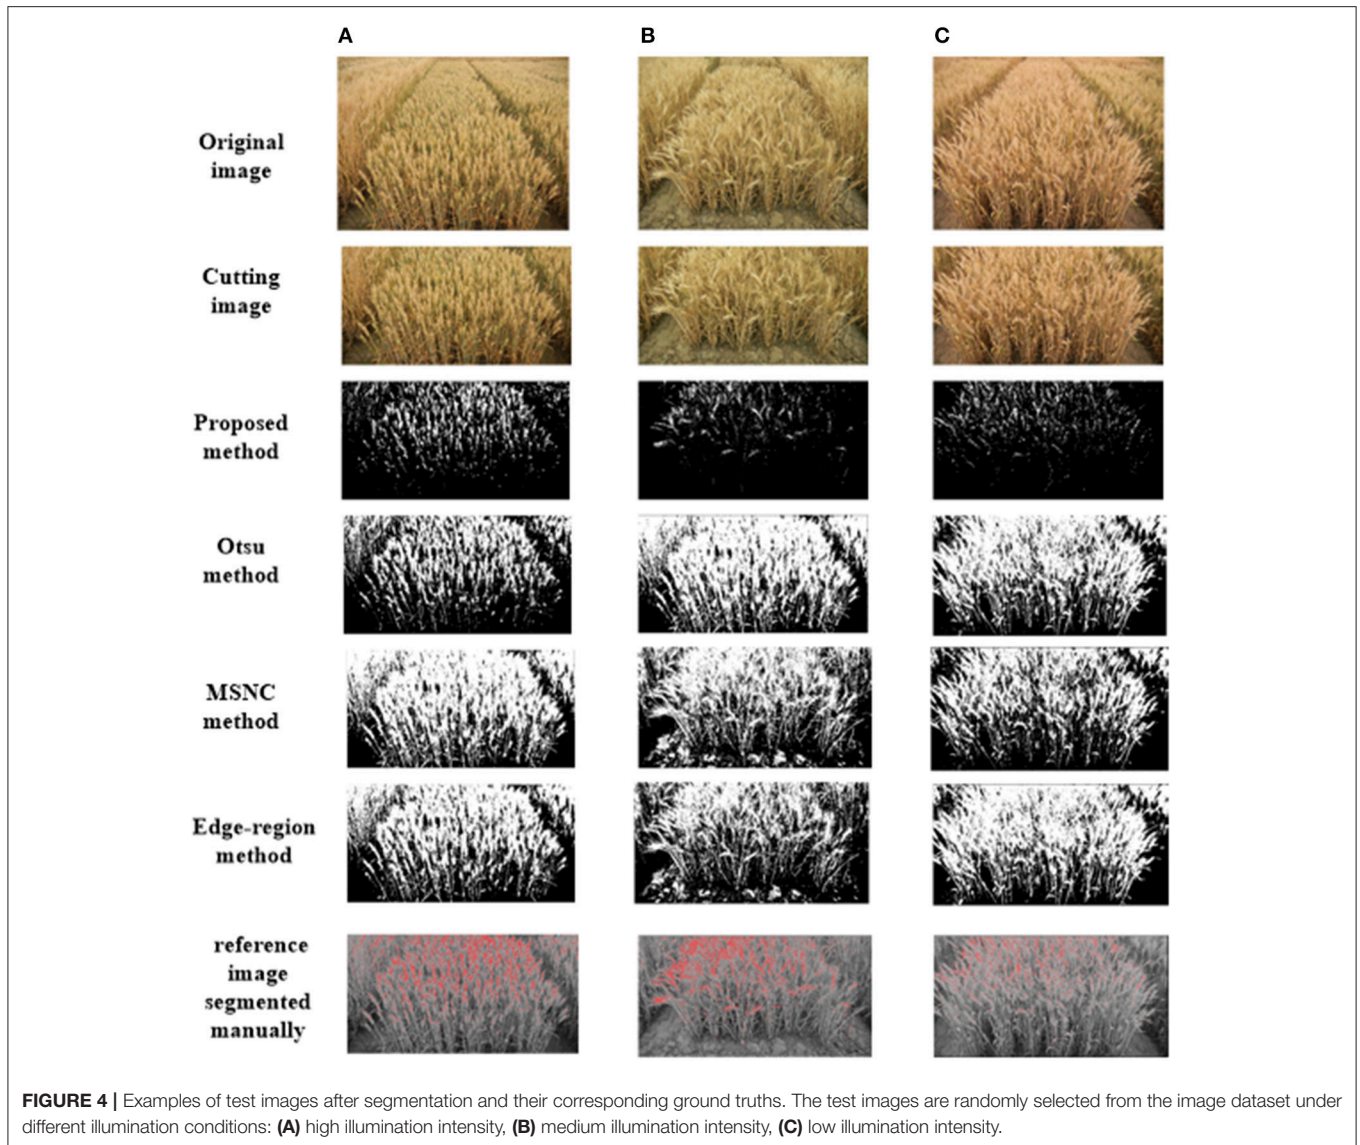 A
B
C
Original
image
Cutting
image
Proposed
method
Otsu
method
MSNC
method
Edge-region
method
reference
image
segmented
manually
FIGURE 4 | Examples of test images after segmentation and their corresponding ground truths. The test images are randomly selected from the image dataset under
different illumination conditions: (A) high illumination intensity, (B) medium illumination intensity, (C) low illumination intensity.